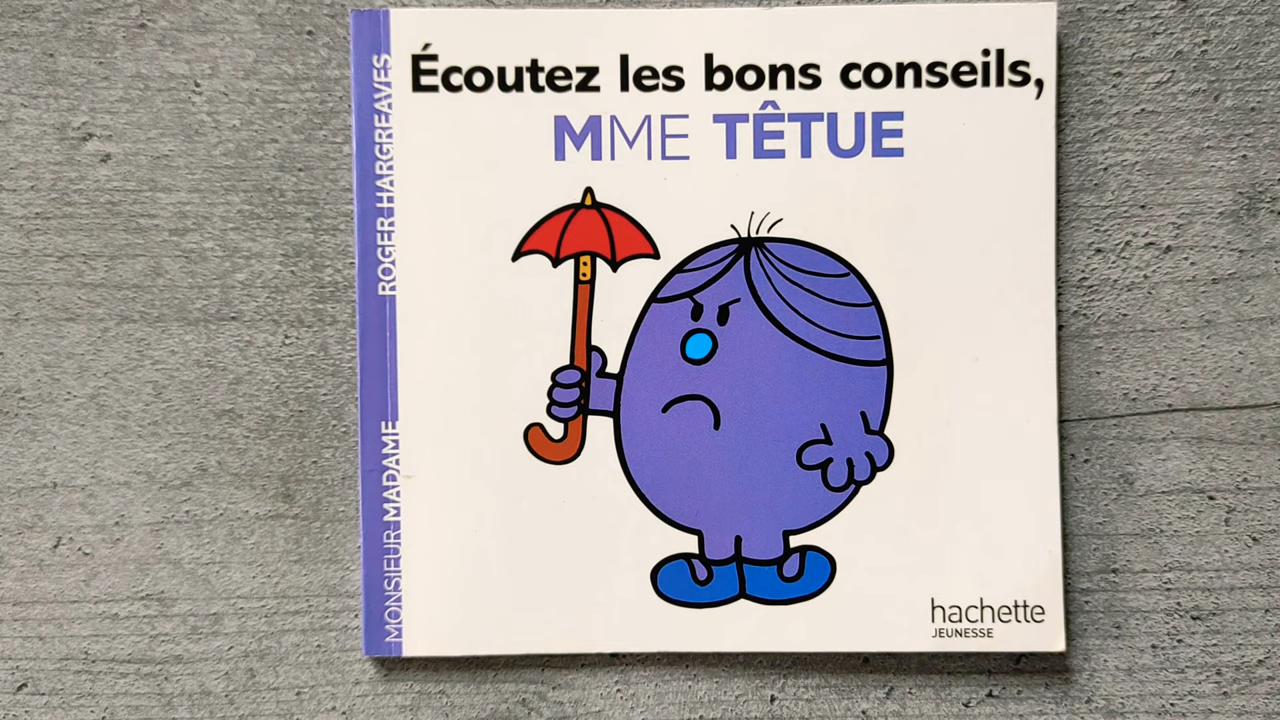 Écoutez les bons conseils,
MME TÊTUE
ROGER HARGREAVES
MONSIEUR MADAME
hachette
JEUNESSE